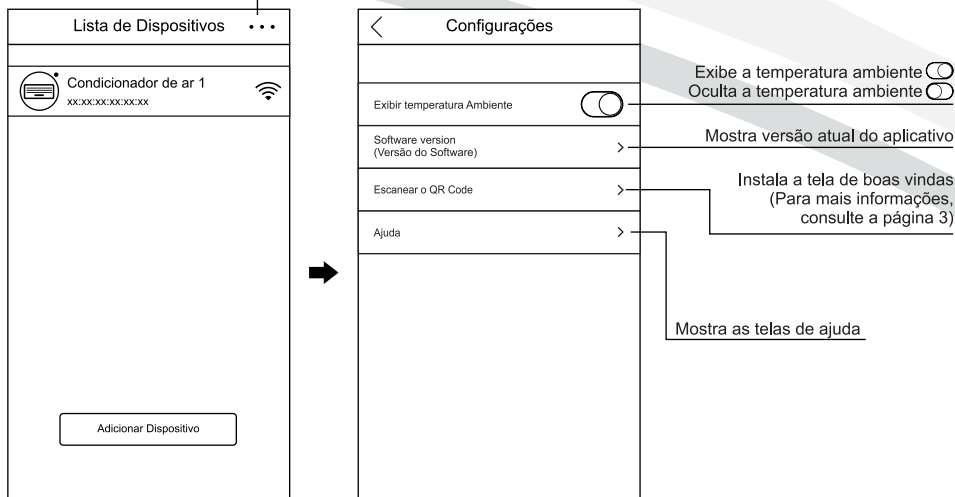 Lista de Dispositivos
Condicionador de ar 1
xx:xx:xx:xx:xx:xx
Adicionar Dispositivo
Configurações
Exibir temperatura Ambiente
Software version
(Versão do Software)
Escanear o QR Code
Ajuda
Exibe a temperatura ambiente
Oculta a temperatura ambiente
Mostra versão atual do aplicativo
Instala a tela de boas vindas
(Para mais informações,
consulte a página 3)
Mostra as telas de ajuda